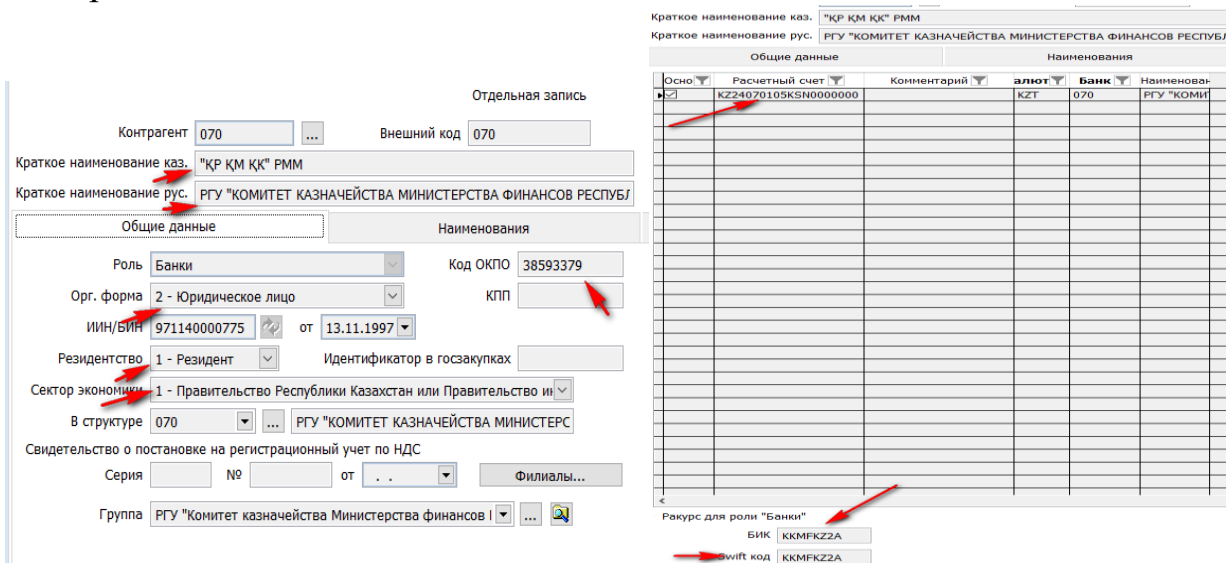 Отдельная запись
Контрагент 070 ... Внешний код 070
Краткое наименование каз. "ҚР ҚМ ҚК" РММ
Краткое наименование рус. РГУ "КОМИТЕТ КАЗНАЧЕЙСТВА МИНИСТЕРСТВА ФИНАНСОВ РЕСПУБЛ
Общие данные Наименования
Роль Банки Код ОКПО 38593379
Орг. форма 2 - Юридическое лицо КПП
ИИН/БИН 971140000775 от 13.11.1997
Резидентство 1 - Резидент Идентификатор в госзакупках
Сектор экономики 1 - Правительство Республики Казахстан или Правительство ин
В структуре 070 ... РГУ "КОМИТЕТ КАЗНАЧЕЙСТВА МИНИСТЕРС
Свидетельство о постановке на регистрационный учет по НДС
Серия № от . . Филиалы...
Группа РГУ "Комитет казначейства Министерства финансов ...
Краткое наименование каз. "ҚР ҚМ ҚК" РММ
Краткое наименование рус. РГУ "КОМИТЕТ КАЗНАЧЕЙСТВА МИНИСТЕРСТВА ФИНАНСОВ РЕСПУБЛ
Общие данные Наименования
Осно Расчетный счет Комментарий алют Банк Наименован
KZ24070105KSN0000000 KZT 070 РГУ "КОМИТ
Ракурс для роли "Банки"
БИК KKMFKZ2A
Swift код KKMFKZ2A